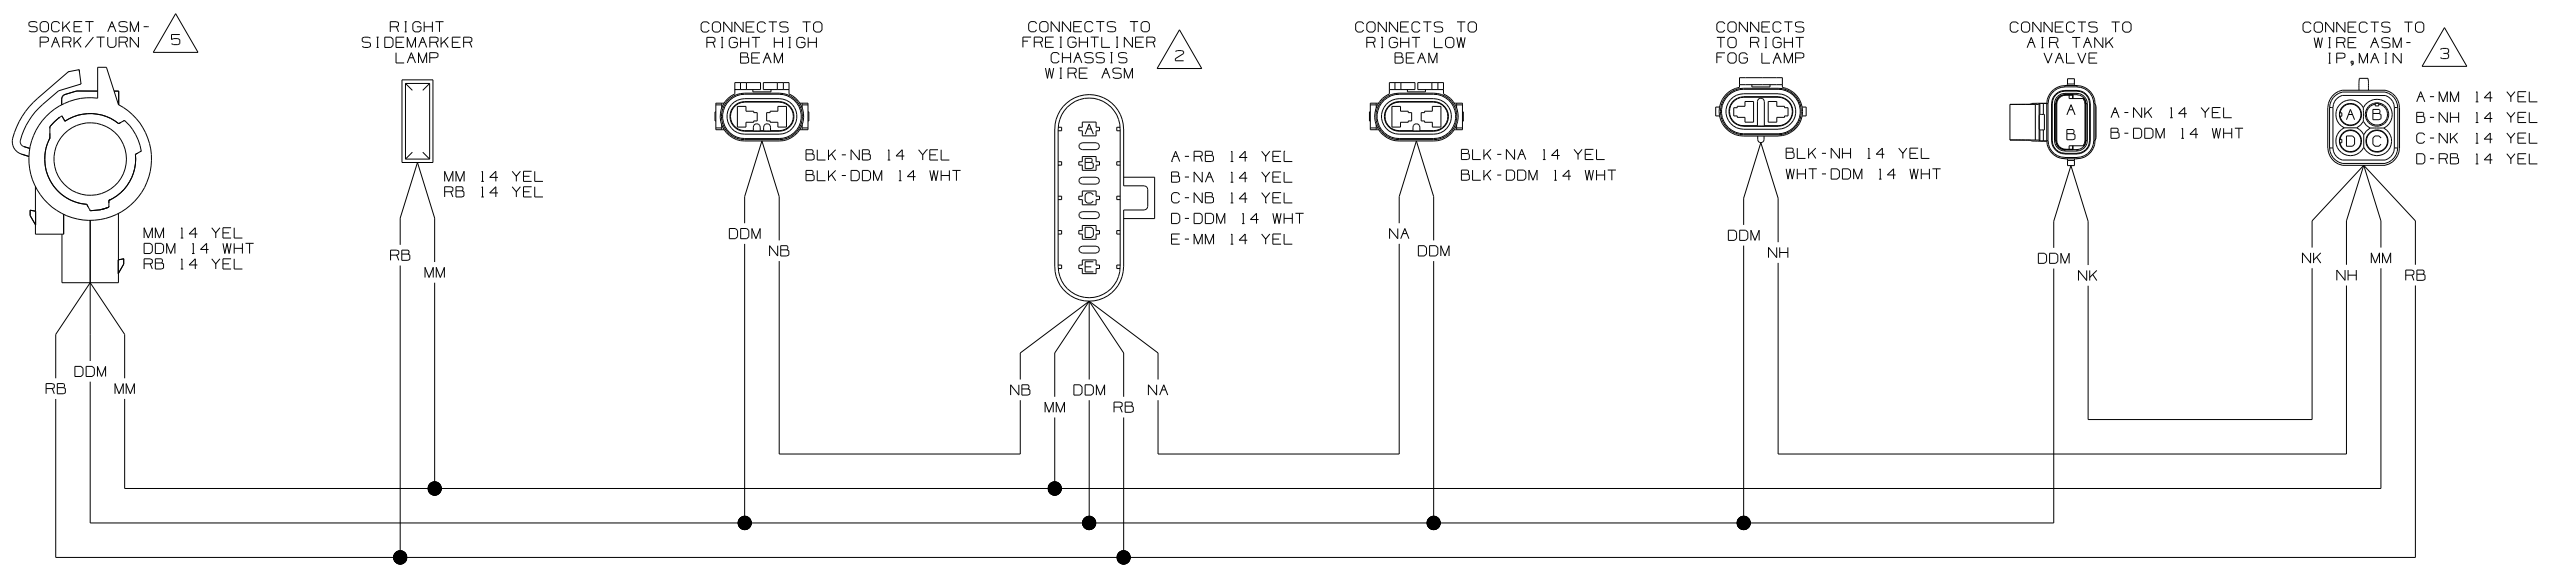 SOCKET ASM-
PARK/TURN
5
RIGHT
SIDEMARKER
LAMP
CONNECTS TO
RIGHT HIGH
BEAM
CONNECTS TO
FREIGHTLINER
CHASSIS
WIRE ASM
2
CONNECTS TO
RIGHT LOW
BEAM
CONNECTS
TO RIGHT
FOG LAMP
CONNECTS TO
AIR TANK
VALVE
CONNECTS TO
WIRE ASM-
IP,MAIN
3
MM 14 YEL
DDM 14 WHT
RB 14 YEL
MM 14 YEL
RB 14 YEL
BLK-NB 14 YEL
BLK-DDM 14 WHT
A
B
C
D
E
A-RB 14 YEL
B-NA 14 YEL
C-NB 14 YEL
D-DDM 14 WHT
E-MM 14 YEL
BLK-NA 14 YEL
BLK-DDM 14 WHT
BLK-NH 14 YEL
WHT-DDM 14 WHT
A
B
A-NK 14 YEL
B-DDM 14 WHT
A B
D C
A-MM 14 YEL
B-NH 14 YEL
C-NK 14 YEL
D-RB 14 YEL
RB
DDM
MM
RB
MM
DDM
NB
NB
MM
DDM
RB
NA
NA
DDM
DDM
NH
DDM
NK
NK
NH
MM
RB